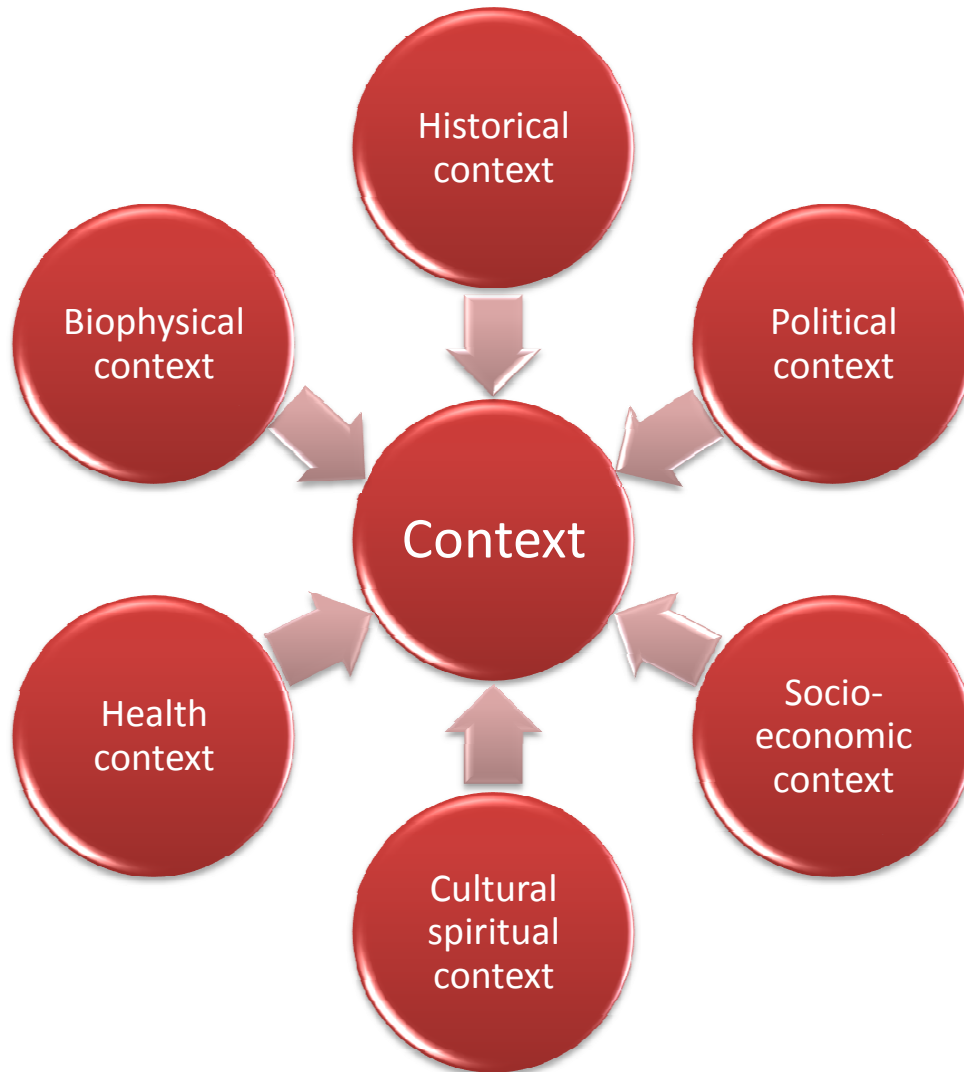 Historical
context
Biophysical
context
Political
context
Context
Health
context
Socio-
economic
context
Cultural
spiritual
context